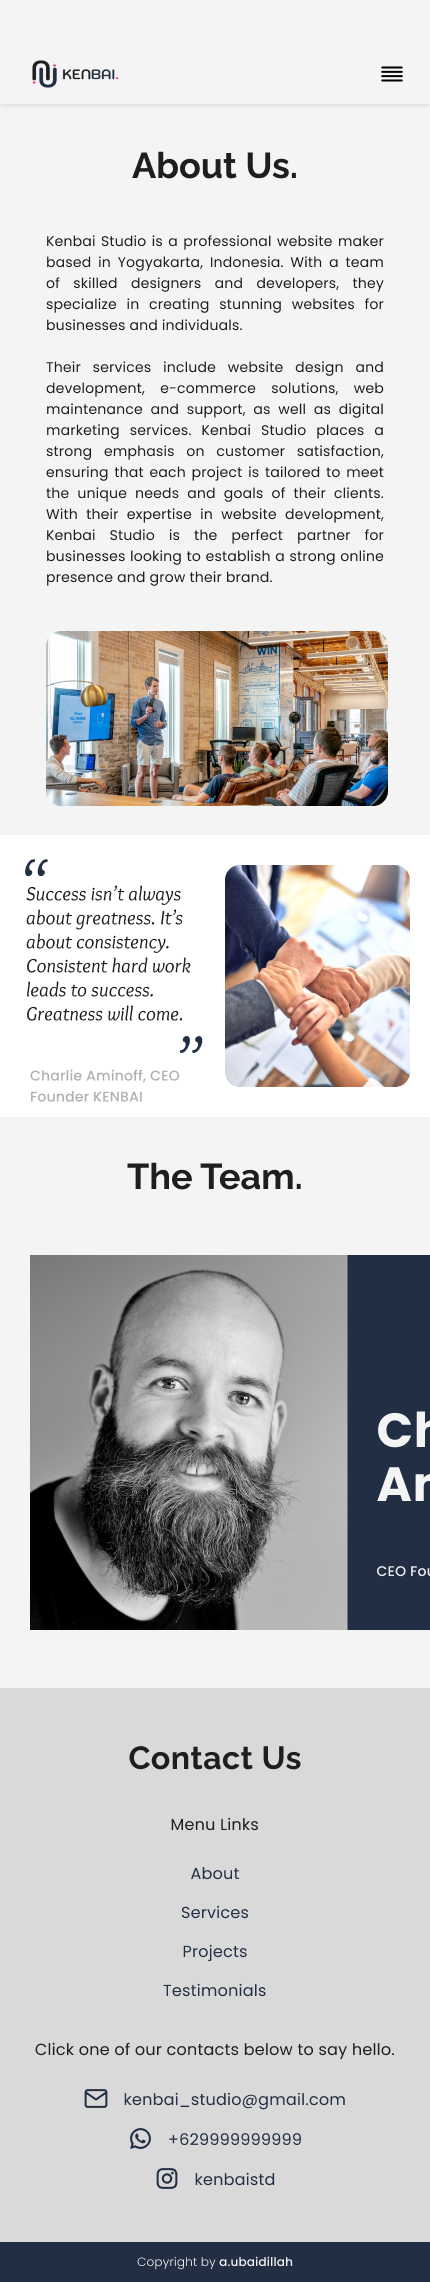 KENBAI.
About Us.
Kenbai Studio is a professional website maker
based in Yogyakarta, Indonesia. With a team
of skilled designers and developers, they
specialize in creating stunning websites for
businesses and individuals.
Their services include website design and
development, e-commerce solutions, web
maintenance and support, as well as digital
marketing services. Kenbai Studio places a
strong emphasis on customer satisfaction,
ensuring that each project is tailored to meet
the unique needs and goals of their clients.
With their expertise in website development,
Kenbai Studio is the perfect partner for
businesses looking to establish a strong online
presence and grow their brand.
WIN
“
Success isn’t always
about greatness. It’s
about consistency.
Consistent hard work
leads to success.
Greatness will come.
”
Charlie Aminoff, CEO
Founder KENBAI
The Team.
CEO
Contact Us
Menu Links
About
Services
Projects
Testimonials
Click one of our contacts below to say hello.
kenbai_studio@gmail.com
+629999999999
kenbaistd
Copyright by a.ubaidillah